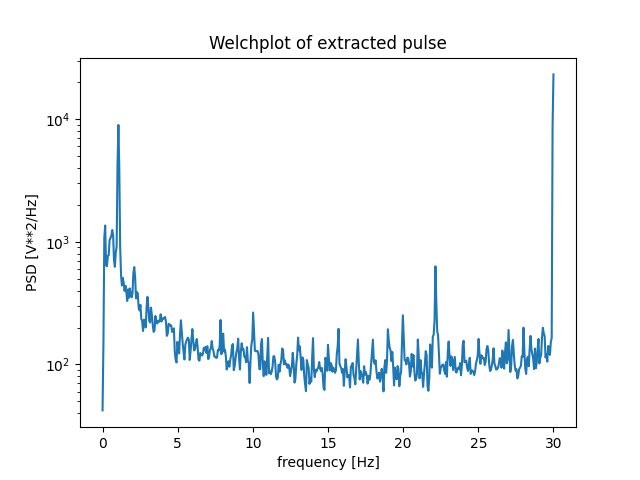 Welchplot of extracted pulse
PSD [V**2/Hz]
10^4
10^3
10^2
0 5 10 15 20 25 30
frequency [Hz]